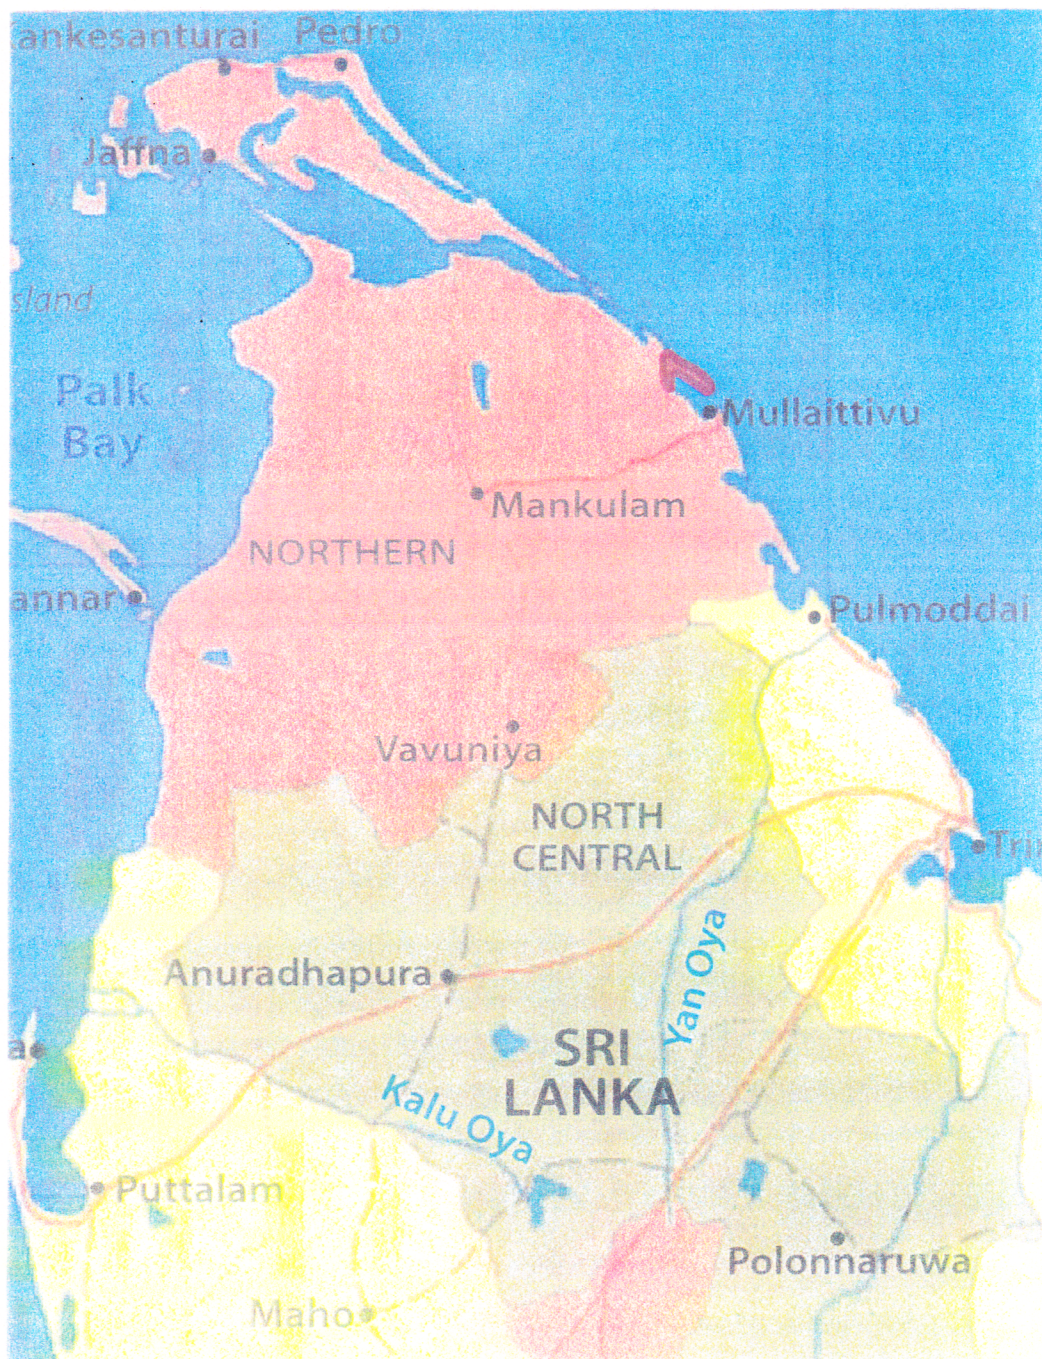 ankesanturai
Pedro
Jaffna
sland
Palk
Bay
Mullaittivu
Mankulam
NORTHERN
annar
Pulmoddai
Vavuniya
NORTH
CENTRAL
Trin
Yan Oya
Anuradhapura
a
SRI
LANKA
Kalu Oya
Puttalam
Polonnaruwa
Maho